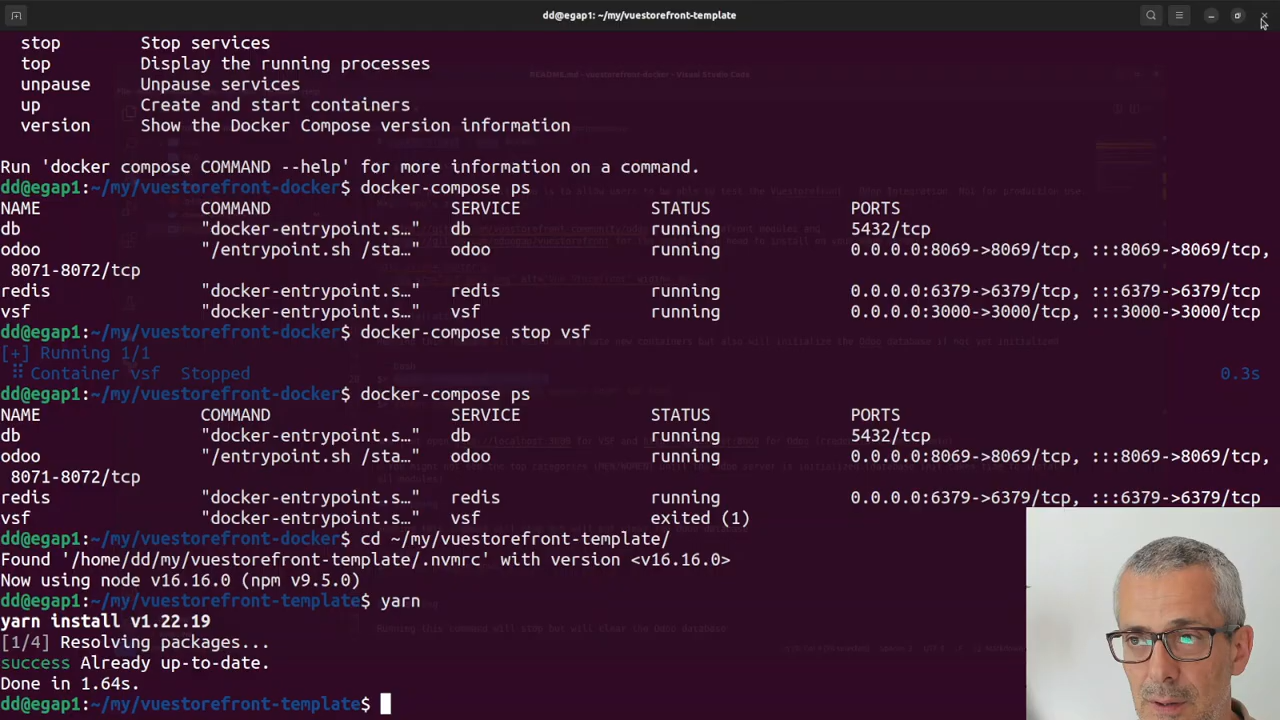 dd@egap1: ~/my/vuestorefront-template
stop Stop services
top Display the running processes
unpause Unpause services
README.md - vuestorefront-docker - Visual Studio Code
up Create and start containers
version Show the Docker Compose version information
Run 'docker compose COMMAND --help' for more information on a command.
dd@egap1:~/my/vuestorefront-docker$ docker-compose ps
NAME COMMAND SERVICE STATUS PORTS
db "docker-entrypoint.s…" db running 5432/tcp
odoo "/entrypoint.sh /sta… odoo running 0.0.0.0:8069->8069/tcp, :::8069->8069/tcp,
8071-8072/tcp
redis "docker-entrypoint.s…" redis running 0.0.0.0:6379->6379/tcp, :::6379->6379/tcp
vsf "docker-entrypoint.s…" vsf running 0.0.0.0:3000->3000/tcp, :::3000->3000/tcp
dd@egap1:~/my/vuestorefront-docker$ docker-compose stop vsf
[+] Running 1/1
⠿ Container vsf Stopped 0.3s
dd@egap1:~/my/vuestorefront-docker$ docker-compose ps
NAME COMMAND SERVICE STATUS PORTS
db "docker-entrypoint.s…" db running 5432/tcp
odoo "/entrypoint.sh /sta… odoo running 0.0.0.0:8069->8069/tcp, :::8069->8069/tcp,
8071-8072/tcp
redis "docker-entrypoint.s…" redis running 0.0.0.0:6379->6379/tcp, :::6379->6379/tcp
vsf "docker-entrypoint.s…" vsf exited (1)
dd@egap1:~/my/vuestorefront-docker$ cd ~/my/vuestorefront-template/
Found '/home/dd/my/vuestorefront-template/.nvmrc' with version <v16.16.0>
Now using node v16.16.0 (npm v9.5.0)
dd@egap1:~/my/vuestorefront-template$ yarn
yarn install v1.22.19
[1/4] Resolving packages...
success Already up-to-date.
Done in 1.64s.
dd@egap1:~/my/vuestorefront-template$